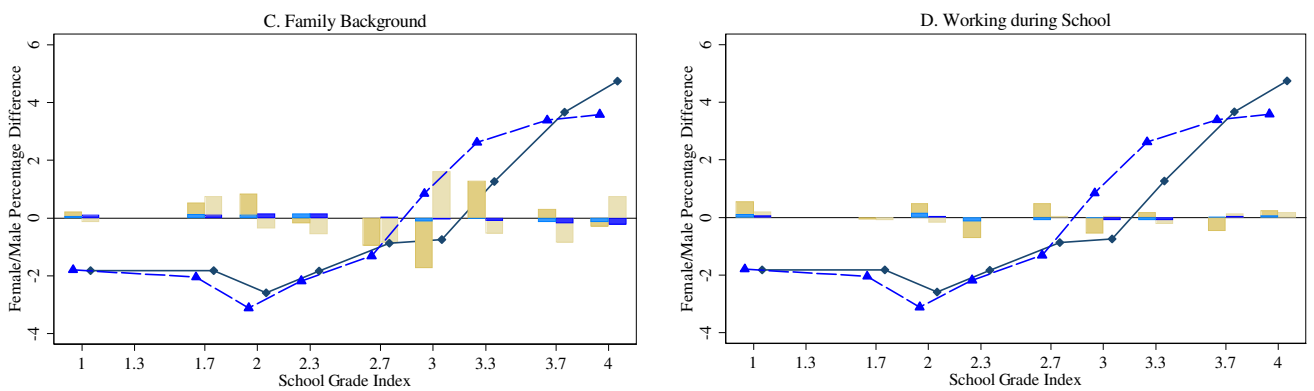 C. Family Background
Female/Male Percentage Difference
6
4
2
0
-2
-4
1 1.3 1.7 2 2.3 2.7 3 3.3 3.7 4
School Grade Index
D. Working during School
Female/Male Percentage Difference
6
4
2
0
-2
-4
1 1.3 1.7 2 2.3 2.7 3 3.3 3.7 4
School Grade Index